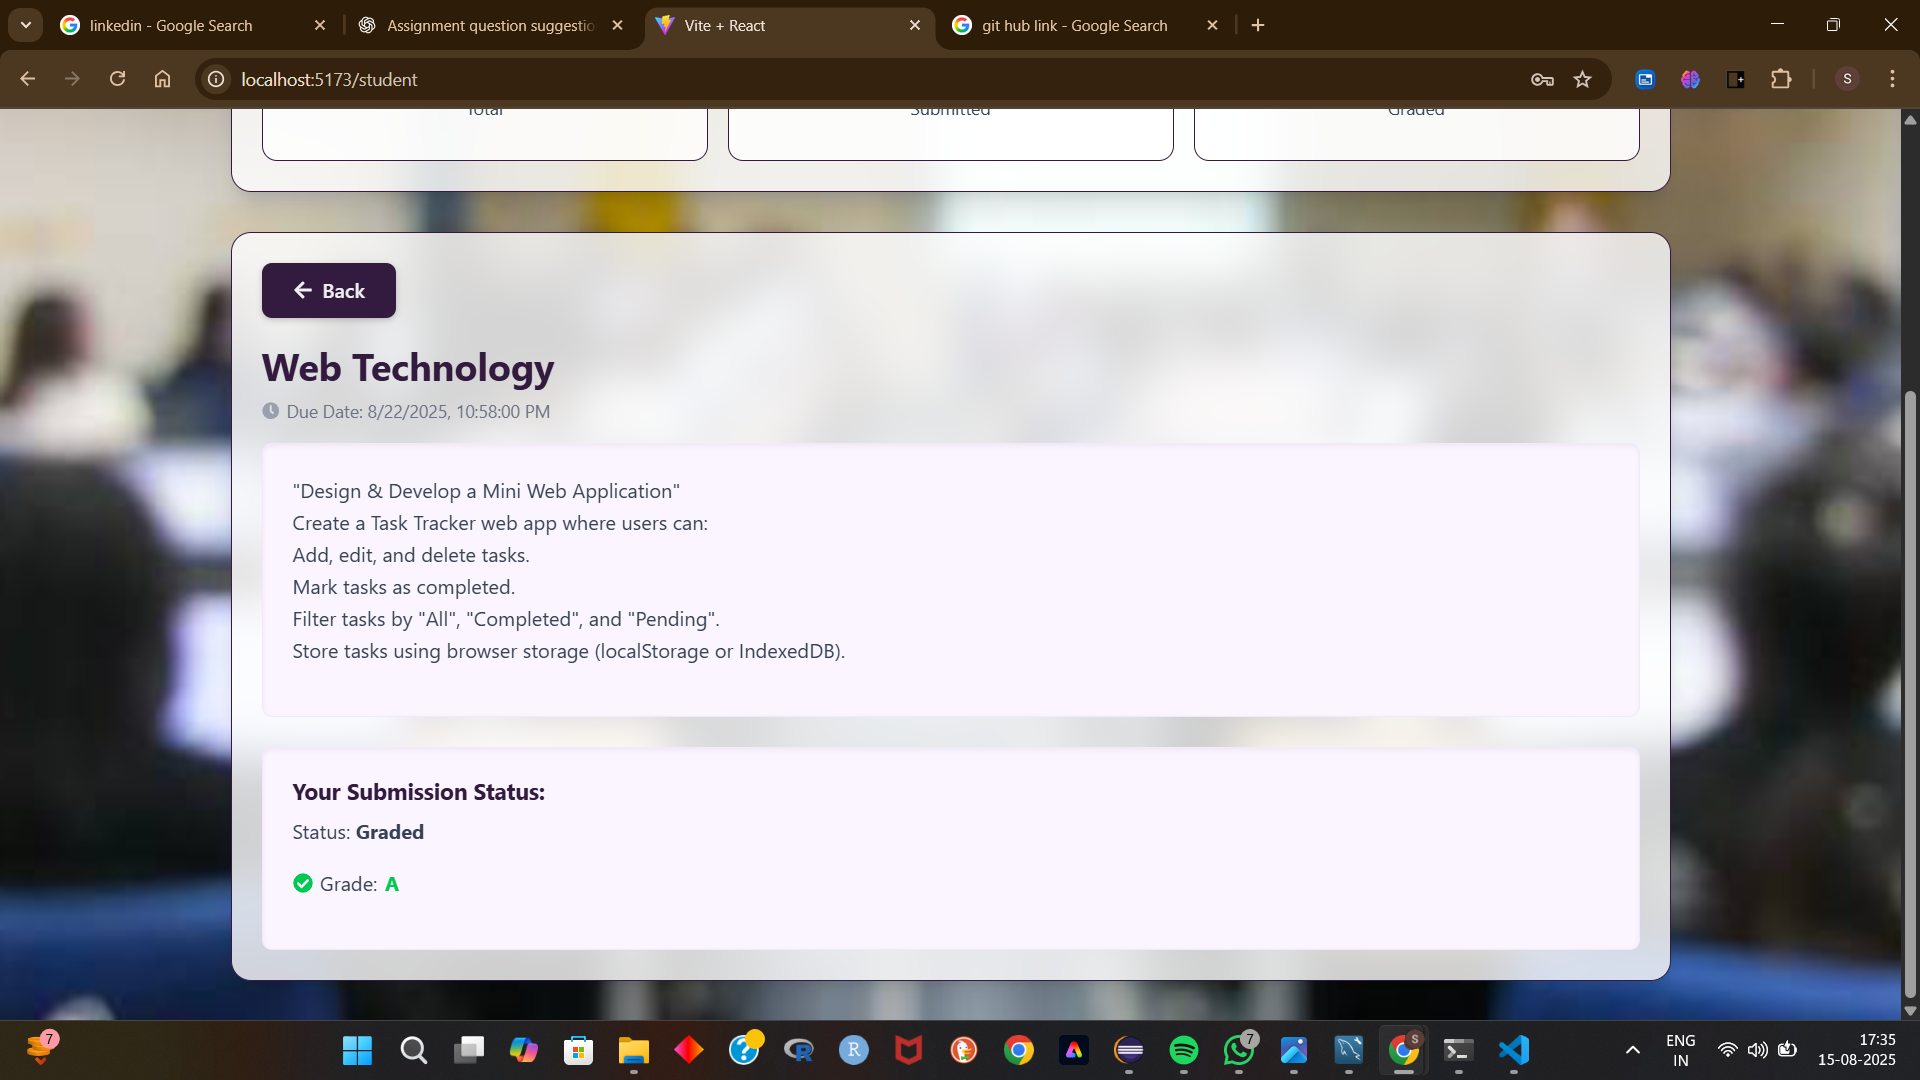 linkedin - Google Search
Assignment question suggestio
Vite + React
git hub link - Google Search
localhost:5173/student
S
Total
Submitted
Graded
Back
Web Technology
Due Date: 8/22/2025, 10:58:00 PM
"Design & Develop a Mini Web Application"
Create a Task Tracker web app where users can:
Add, edit, and delete tasks.
Mark tasks as completed.
Filter tasks by "All", "Completed", and "Pending".
Store tasks using browser storage (localStorage or IndexedDB).
Your Submission Status:
Status: Graded
Grade: A
7
R
R
7
S
ENG
IN
17:35
15-08-2025